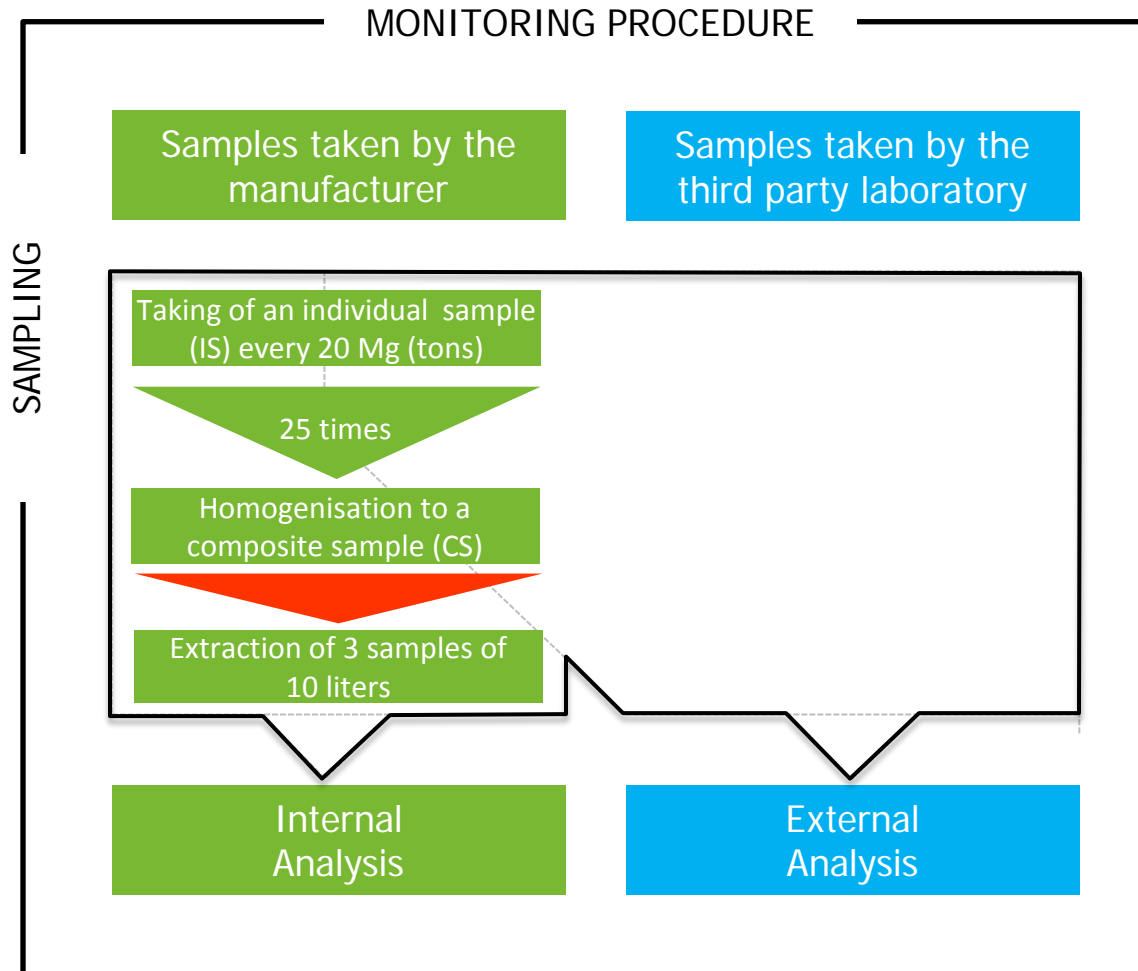 MONITORING PROCEDURE
SAMPLING
Samples taken by the
manufacturer
Samples taken by the
third party laboratory
Taking of an individual sample
(IS) every 20 Mg (tons)
25 times
Homogenisation to a
composite sample (CS)
Extraction of 3 samples of
10 liters
Internal
Analysis
External
Analysis